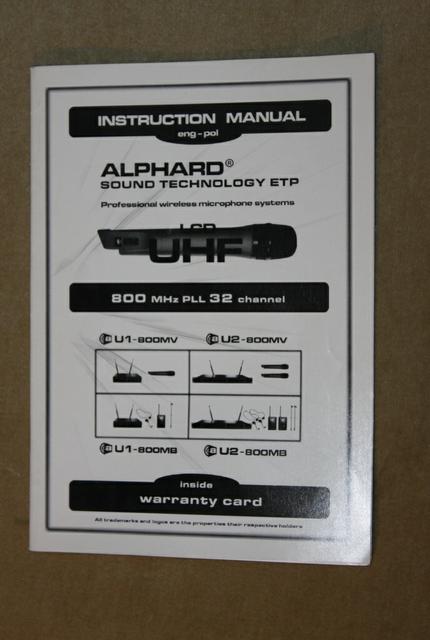 INSTRUCTION MANUAL
eng-pol
ALPHARD®
SOUND TECHNOLOGY ETP
Professional wireless microphone systems
LCD
UHF
800 MHz PLL 32 channel
U1-800MV U2-800MV
U1-800MB U2-800MB
inside
warranty card
All trademarks and logos are the properties their respective holders